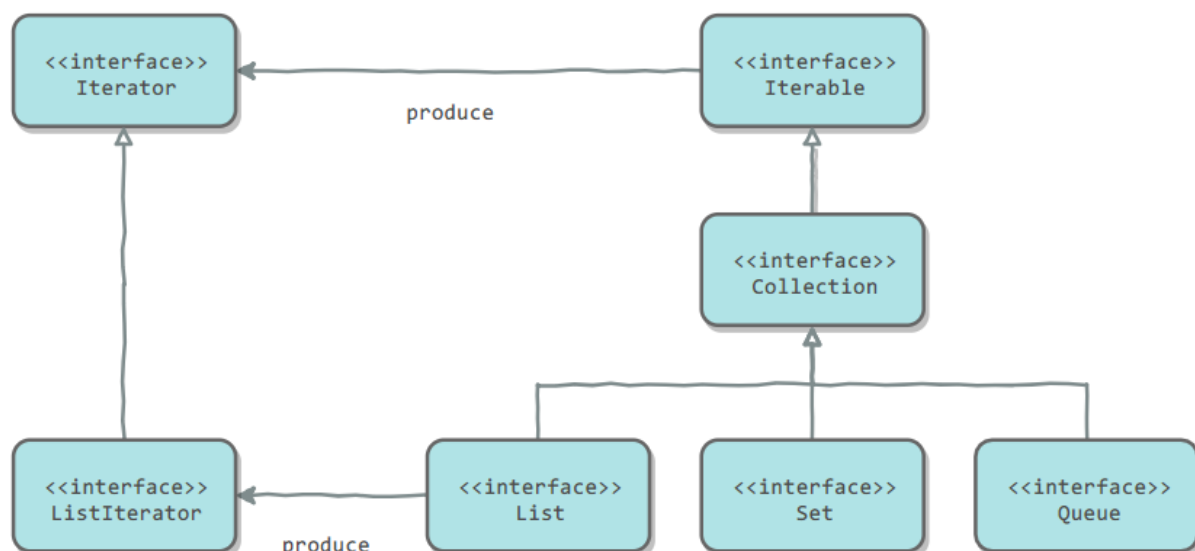 <<interface>>
Iterator
<<interface>>
Iterable
produce
<<interface>>
Collection
<<interface>>
ListIterator
<<interface>>
List
<<interface>>
Set
<<interface>>
Queue
produce